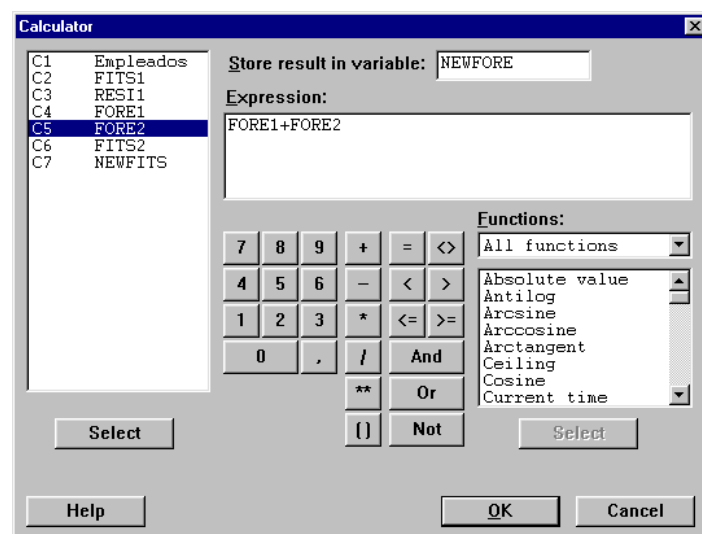 Calculator
C1 Empleados
C2 FITS1
C3 RESI1
C4 FORE1
C5 FORE2
C6 FITS2
C7 NEWFITS
Select
Help
Store result in variable: NEWFORE
Expression:
FORE1+FORE2
7 8 9 + = <>
4 5 6 − < >
1 2 3 * <= >=
0 , / And
** Or
() Not
Functions:
All functions
Absolute value
Antilog
Arcsine
Arccosine
Arctangent
Ceiling
Cosine
Current time
Select
OK Cancel